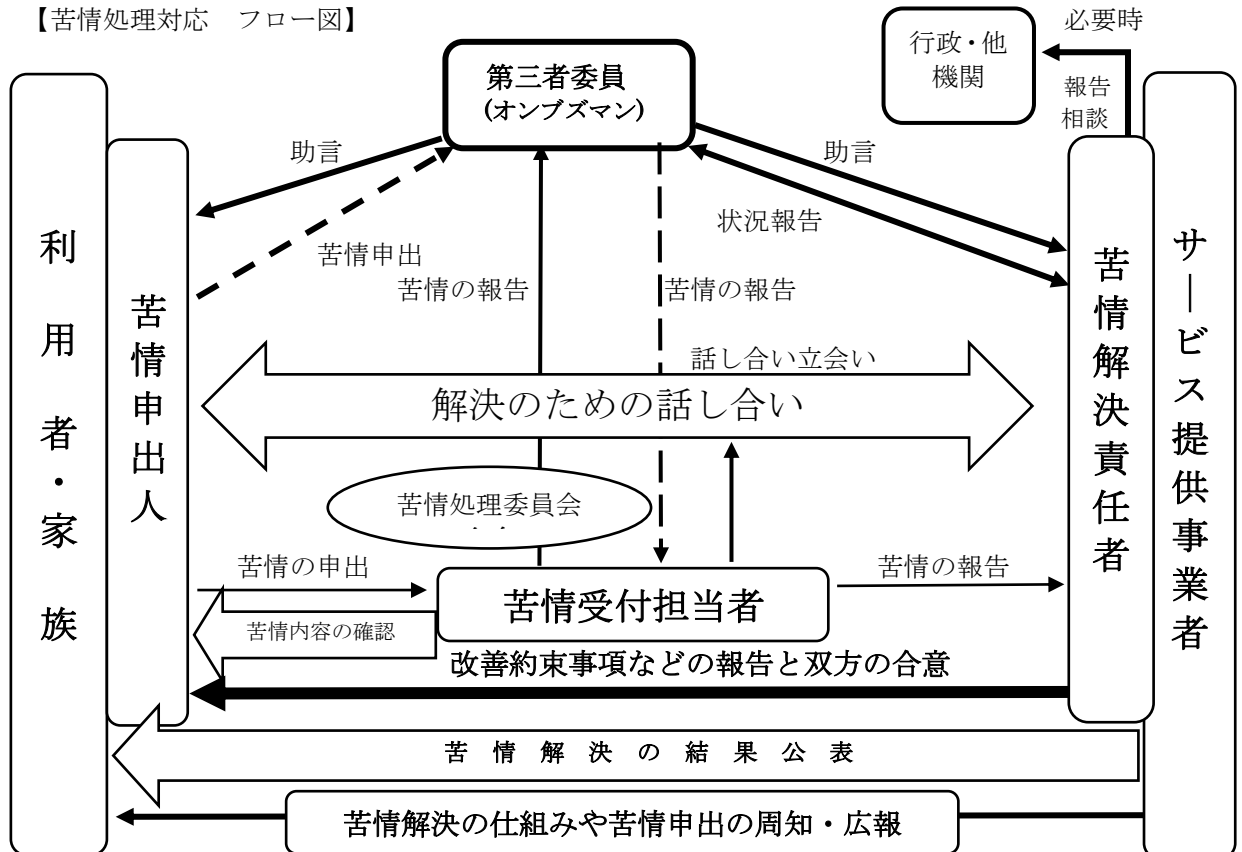 【苦情処理対応　フロー図】
必要時
行政・他
機関
第三者委員
(オンブズマン)
報告
相談
助言
助言
状況報告
苦情申出
苦情の報告
苦情の報告
利用者・家族
苦情申出人
苦情解決責任者
サービス提供事業者
話し合い立会い
解決のための話し合い
苦情処理委員会
苦情の申出
苦情受付担当者
苦情の報告
苦情内容の確認
改善約束事項などの報告と双方の合意
苦情解決の結果公表
苦情解決の仕組みや苦情申出の周知・広報